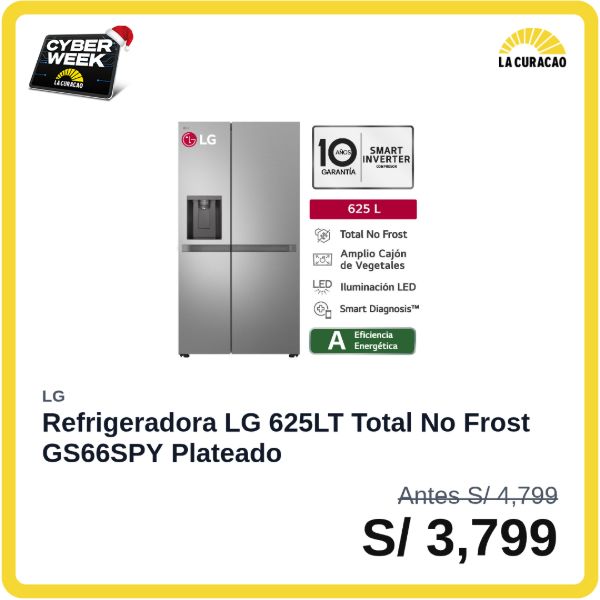 CYBER
WEEK
LA CURACAO
LA CURACAO
LG
10
AÑOS
GARANTÍA
SMART
INVERTER
COMPRESSOR
625 L
Total No Frost
Amplio Cajón
de Vegetales
LED
Iluminación LED
Smart Diagnosis™
A
Eficiencia
Energética
LG
Refrigeradora LG 625LT Total No Frost
GS66SPY Plateado
Antes S/ 4,799
S/ 3,799